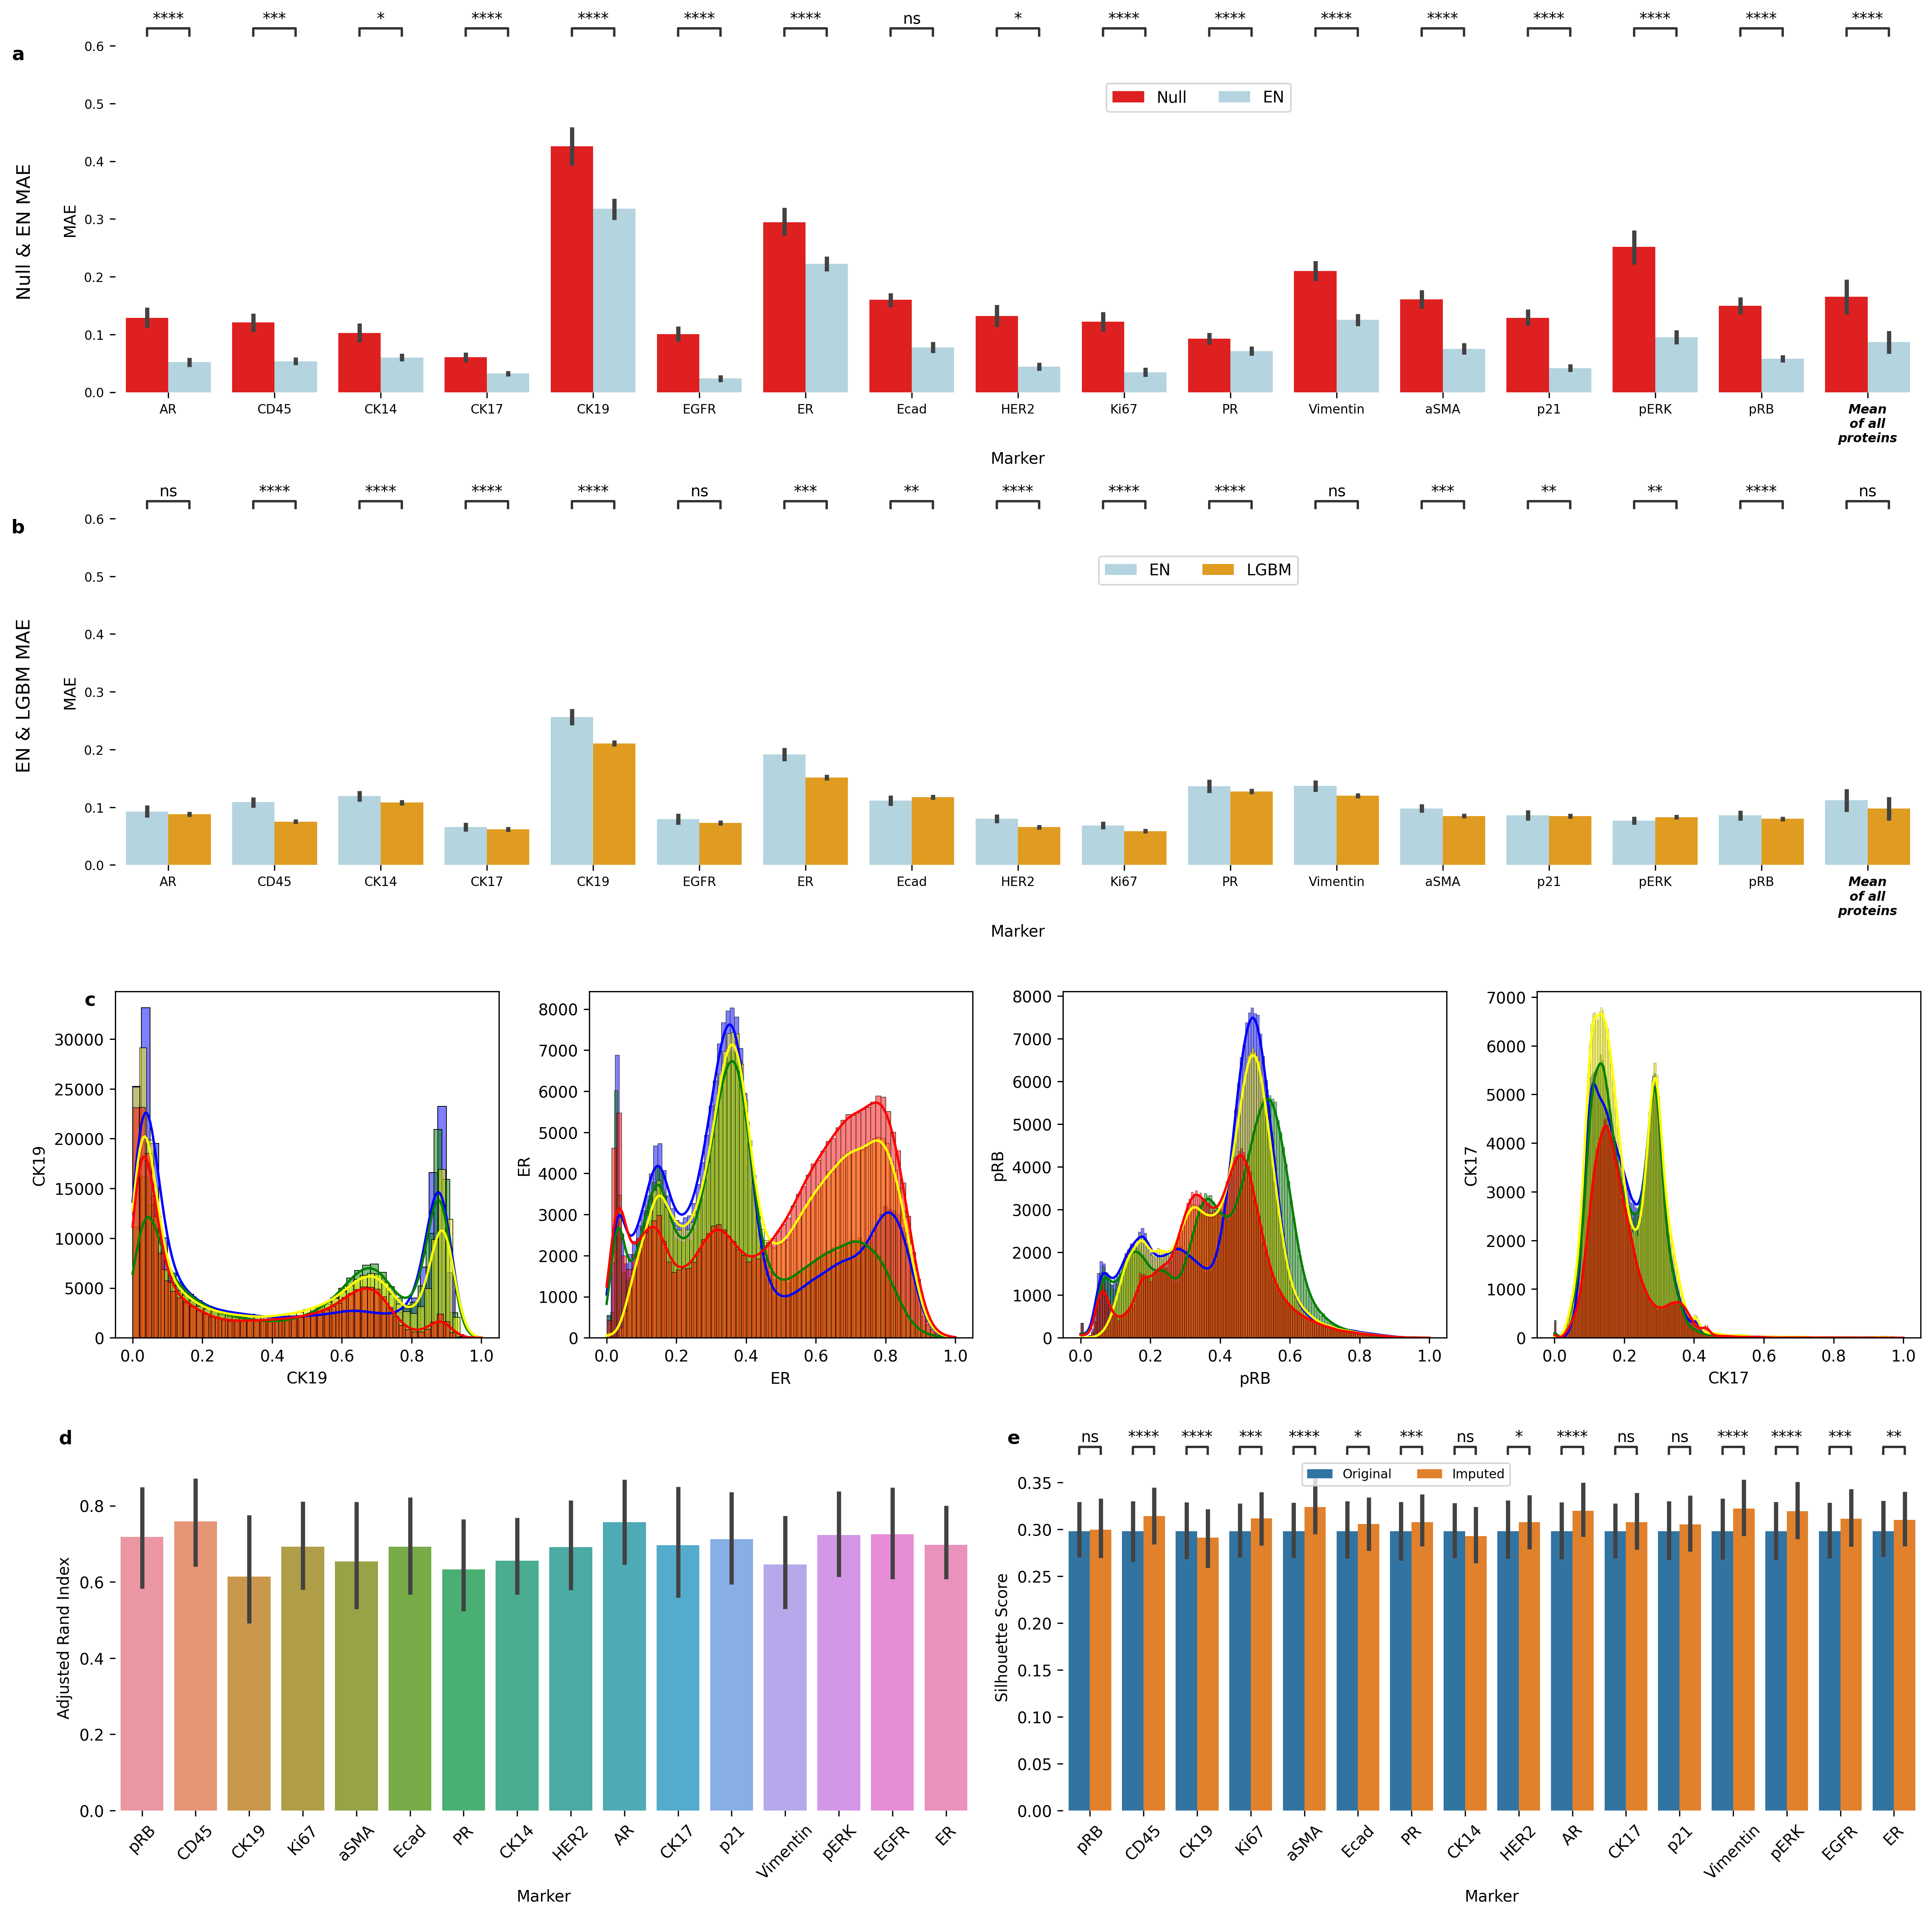 **** *** * **** **** **** **** ns * **** **** **** **** **** **** **** ****
a
Null & EN MAE
MAE
0.6
0.5
0.4
0.3
0.2
0.1
0.0
Null EN
AR CD45 CK14 CK17 CK19 EGFR ER Ecad HER2 Ki67 PR Vimentin aSMA p21 pERK pRB Mean
of all
proteins
Marker
ns **** **** **** **** ns *** ** **** **** **** ns *** ** ** **** ns
b
EN & LGBM MAE
MAE
0.6
0.5
0.4
0.3
0.2
0.1
0.0
EN LGBM
AR CD45 CK14 CK17 CK19 EGFR ER Ecad HER2 Ki67 PR Vimentin aSMA p21 pERK pRB Mean
of all
proteins
Marker
c
CK19
30000
25000
20000
15000
10000
5000
0
0.0 0.2 0.4 0.6 0.8 1.0
CK19
ER
8000
7000
6000
5000
4000
3000
2000
1000
0
0.0 0.2 0.4 0.6 0.8 1.0
ER
pRB
8000
7000
6000
5000
4000
3000
2000
1000
0
0.0 0.2 0.4 0.6 0.8 1.0
pRB
CK17
7000
6000
5000
4000
3000
2000
1000
0
0.0 0.2 0.4 0.6 0.8 1.0
CK17
d
Adjusted Rand Index
0.8
0.6
0.4
0.2
0.0
pRB CD45 CK19 Ki67 aSMA Ecad PR CK14 HER2 AR CK17 p21 Vimentin pERK EGFR ER
Marker
e
ns **** **** *** **** * *** ns * **** ns ns **** **** *** **
Original Imputed
Silhouette Score
0.35
0.30
0.25
0.20
0.15
0.10
0.05
0.00
pRB CD45 CK19 Ki67 aSMA Ecad PR CK14 HER2 AR CK17 p21 Vimentin pERK EGFR ER
Marker